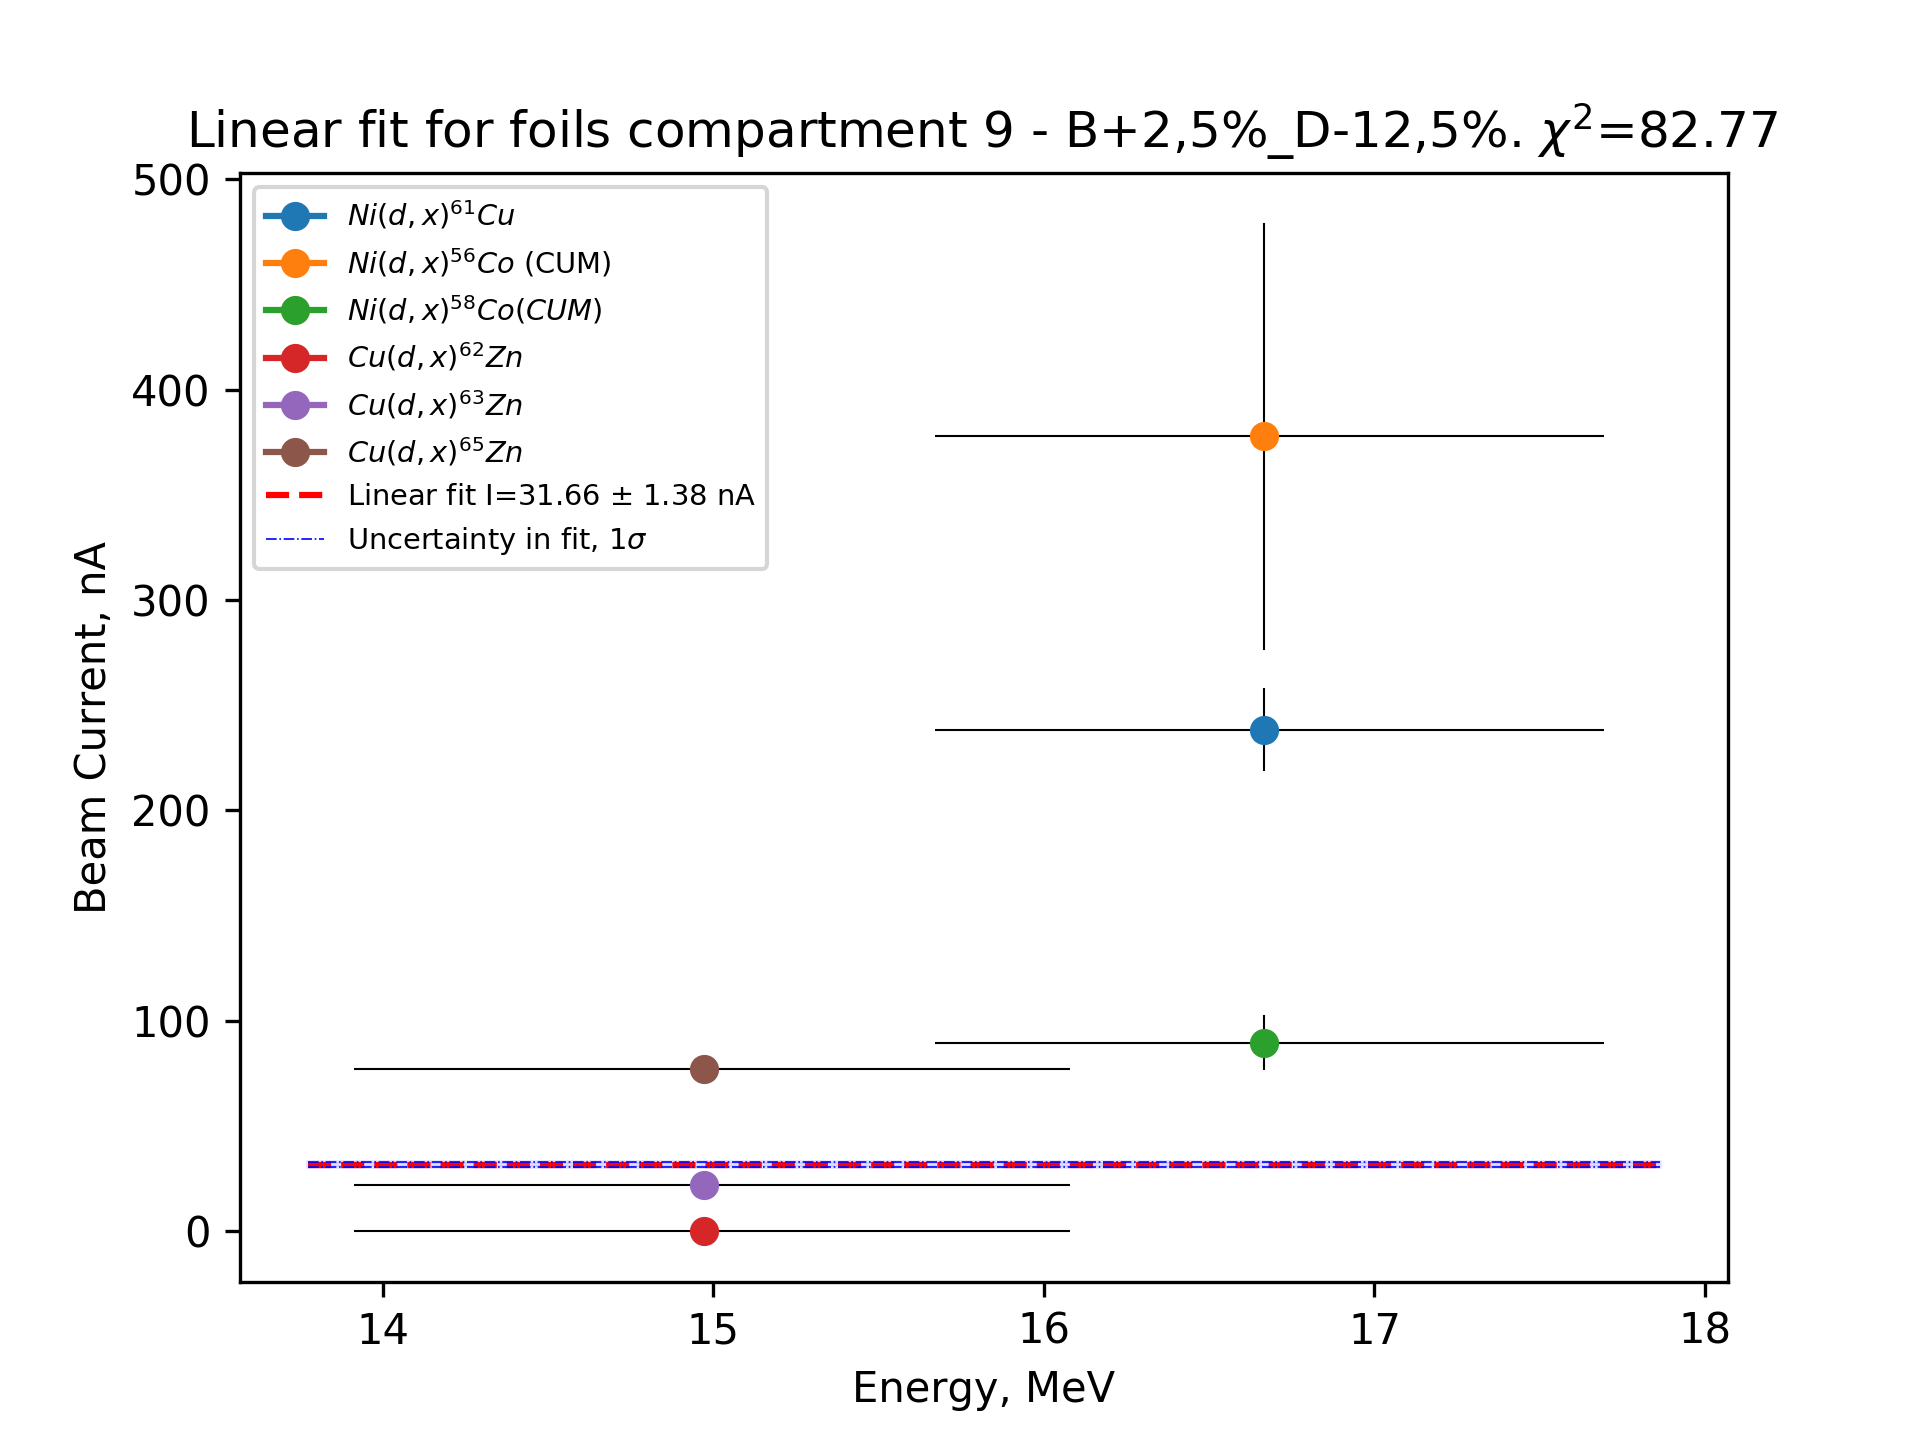 Linear fit for foils compartment 9 - B+2,5%_D-12,5%. χ²=82.77
500
400
300
200
100
0
Beam Current, nA
Ni(d, x)⁶¹Cu
Ni(d, x)⁵⁶Co (CUM)
Ni(d, x)⁵⁸Co(CUM)
Cu(d, x)⁶²Zn
Cu(d, x)⁶³Zn
Cu(d, x)⁶⁵Zn
Linear fit I=31.66 ± 1.38 nA
Uncertainty in fit, 1σ
14 15 16 17 18
Energy, MeV